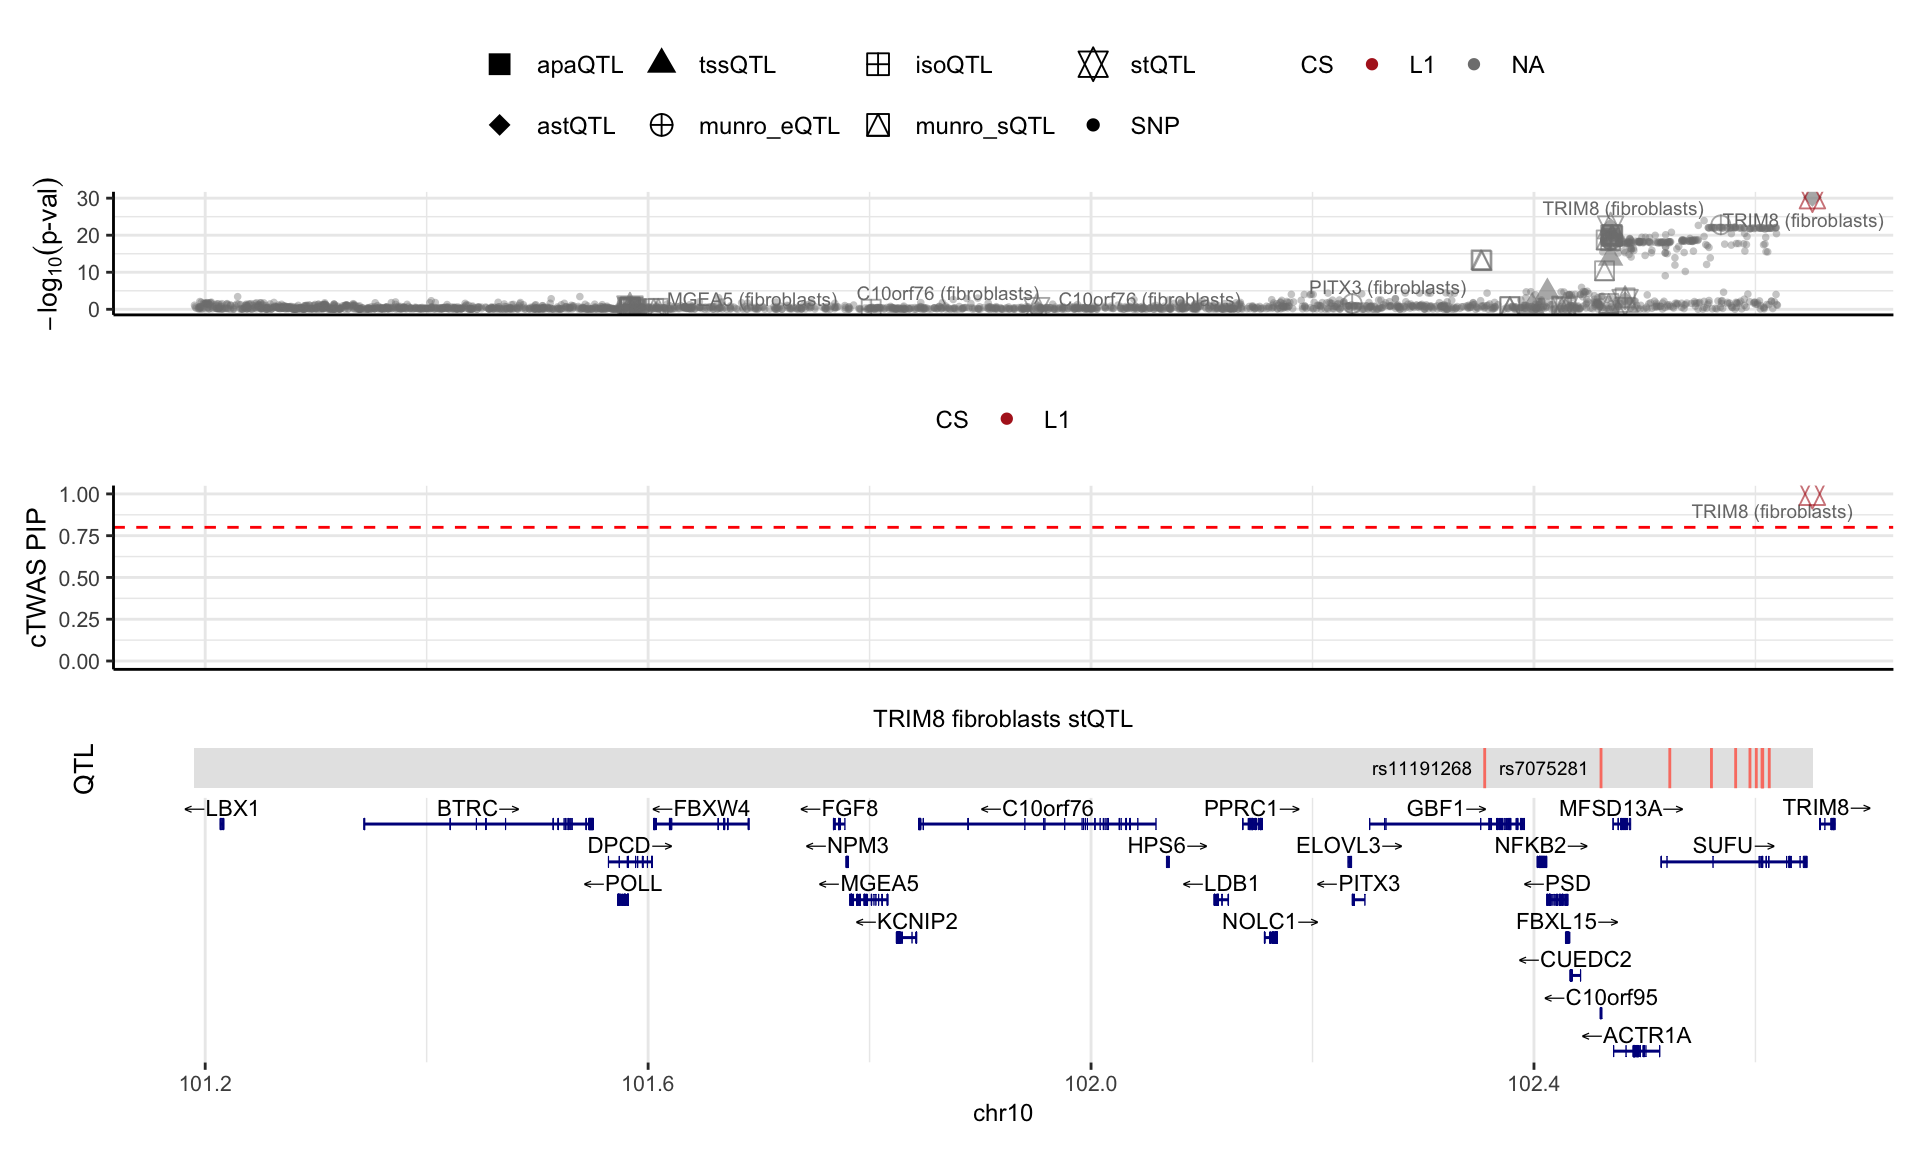 apaQTL tssQTL isoQTL stQTL CS L1 NA
astQTL munro_eQTL munro_sQTL SNP
−log10(p-val)
30
20
10
0
TRIM8 (fibroblasts)
TRIM8 (fibroblasts)
PITX3 (fibroblasts)
MGEA5 (fibroblasts) C10orf76 (fibroblasts) C10orf76 (fibroblasts)
CS L1
cTWAS PIP
1.00
0.75
0.50
0.25
0.00
TRIM8 (fibroblasts)
TRIM8 fibroblasts stQTL
QTL
rs11191268 rs7075281
←LBX1 BTRC→ ←FBXW4 ←FGF8 ←C10orf76 PPRC1→ GBF1→ MFSD13A→ TRIM8→
DPCD→ ←NPM3 HPS6→ ELOVL3→ NFKB2→ SUFU→
←POLL ←MGEA5 ←LDB1 ←PITX3 ←PSD
←KCNIP2 NOLC1→ FBXL15→
←CUEDC2
←C10orf95
←ACTR1A
101.2 101.6 102.0 102.4
chr10